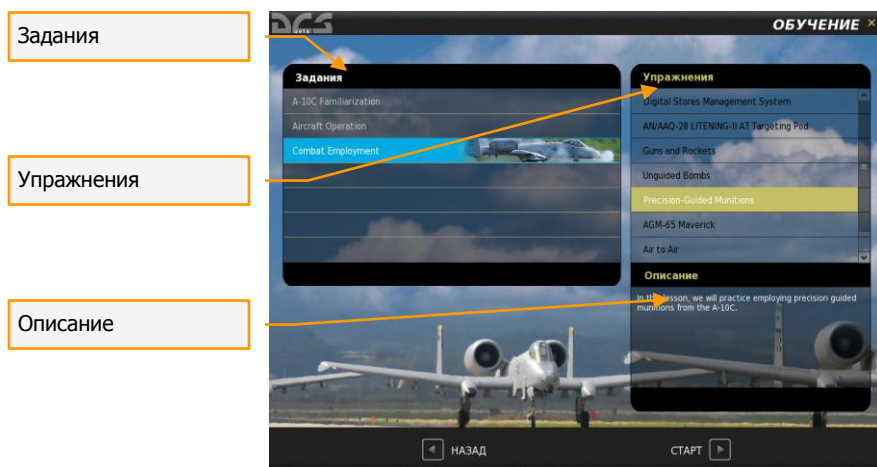 Задания
Упражнения
Описание
DCS
ОБУЧЕНИЕ ×
Задания
A-10C Familiarization
Aircraft Operation
Combat Employment
Упражнения
Digital Stores Management System
AN/AAQ-28 LITENING-II AT Targeting Pod
Guns and Rockets
Unguided Bombs
Precision-Guided Munitions
AGM-65 Maverick
Air to Air
Описание
In this lesson, we will practice employing precision guided
munitions from the A-10C.
НАЗАД
СТАРТ